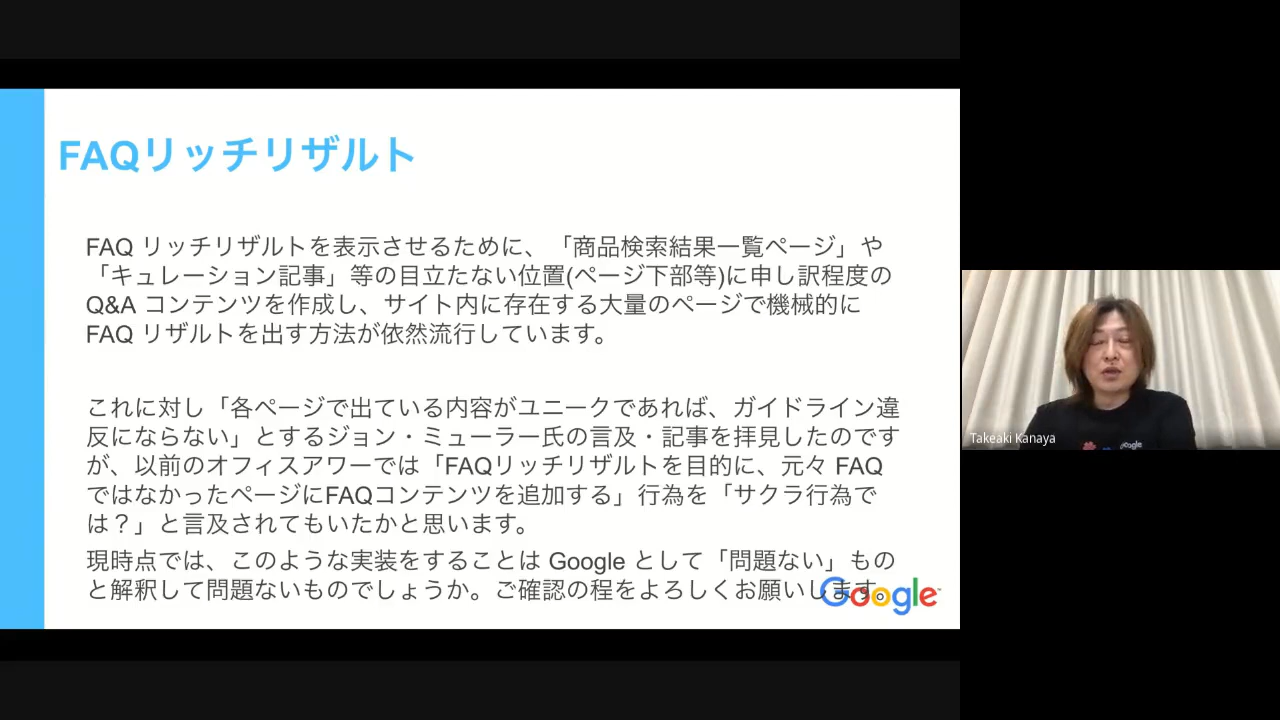 FAQリッチリザルト
FAQ リッチリザルトを表示させるために、「商品検索結果一覧ページ」や
「キュレーション記事」等の目立たない位置(ページ下部等)に申し訳程度の
Q&A コンテンツを作成し、サイト内に存在する大量のページで機械的に
FAQ リザルトを出す方法が依然流行しています。
これに対し「各ページで出ている内容がユニークであれば、ガイドライン違
反にならない」とするジョン・ミューラー氏の言及・記事を拝見したのです
が、以前のオフィスアワーでは「FAQリッチリザルトを目的に、元々 FAQ
ではなかったページにFAQコンテンツを追加する」行為を「サクラ行為で
は？」と言及されてもいたかと思います。
現時点では、このような実装をすることは Google として「問題ない」もの
と解釈して問題ないものでしょうか。ご確認の程をよろしくお願いします。
Google
Takeaki Kanaya
Google